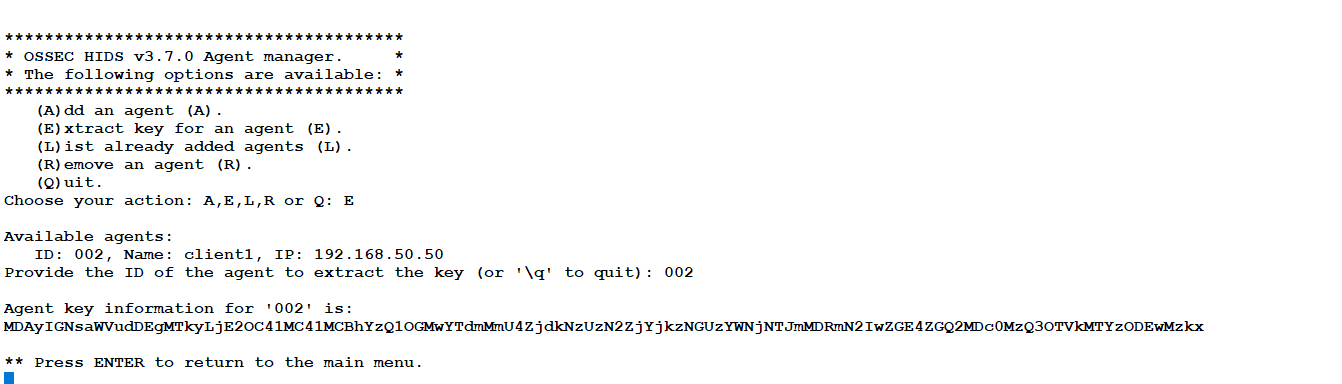 ****************************************
* OSSEC HIDS v3.7.0 Agent manager.     *
* The following options are available: *
****************************************
   (A)dd an agent (A).
   (E)xtract key for an agent (E).
   (L)ist already added agents (L).
   (R)emove an agent (R).
   (Q)uit.
Choose your action: A,E,L,R or Q: E
Available agents:
   ID: 002, Name: client1, IP: 192.168.50.50
Provide the ID of the agent to extract the key (or '\q' to quit): 002
Agent key information for '002' is:
MDAyIGNsaWVudDEgMTkyLjE2OC41MC41MCBhYzQ1OGMwYTdmMmU4ZjdkNzUzN2ZjYjkzNGUzYWNjNTJmMDRmN2IwZGE4ZGQ2MDc0MzQ3OTVkMTYzODEwMzkx
** Press ENTER to return to the main menu.